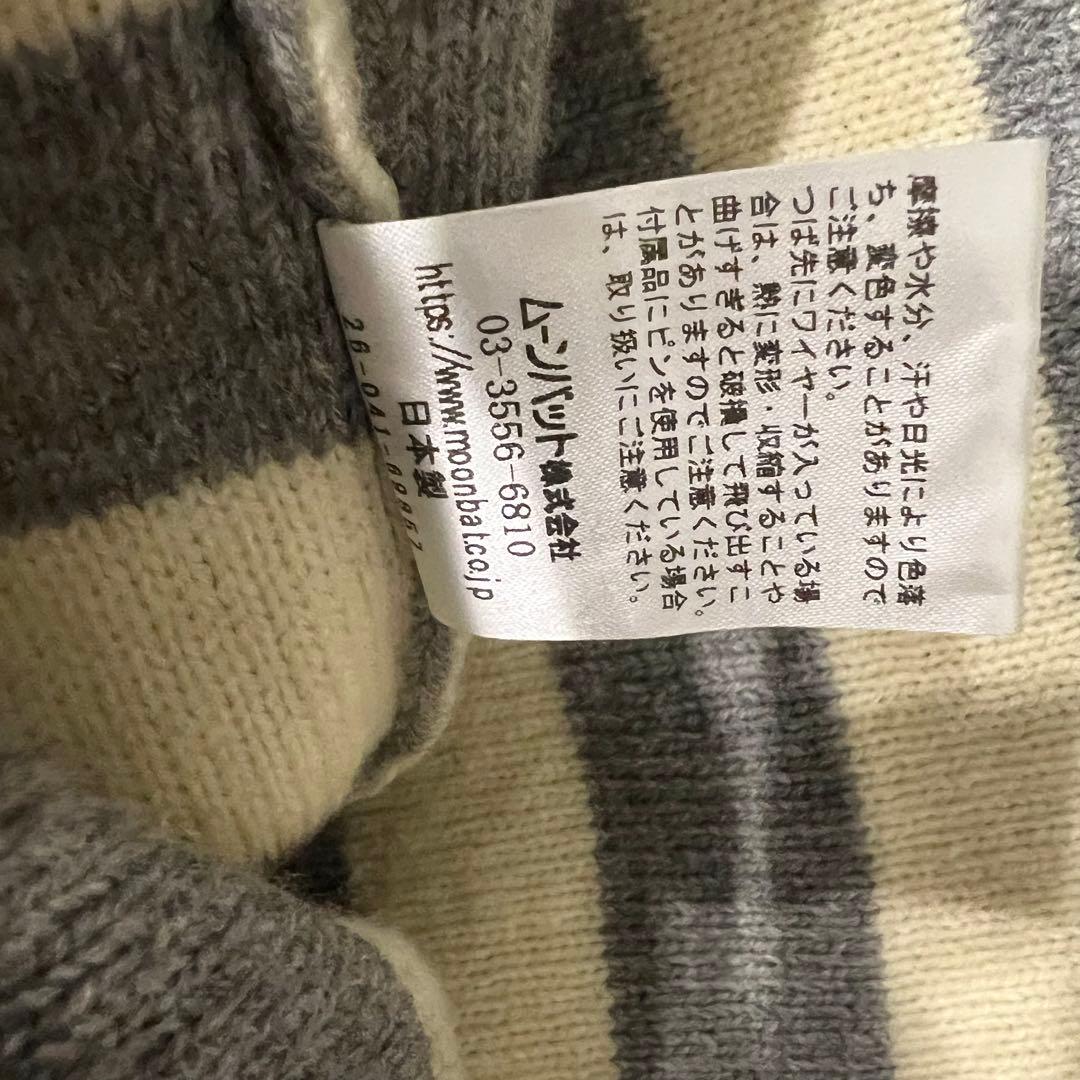 摩擦や水分、汗や日光により色落
ち、変色することがありますので
ご注意ください。
つば先にワイヤーが入っている場
合は、熱に変形・収縮することや
曲げすぎると破損して飛び出すこ
とがありますのでご注意ください。
付属品にピンを使用している場合
は、取り扱いにご注意ください。
ムーンバット株式会社
03-3556-6810
https://www.moonbat.co.jp
日本製